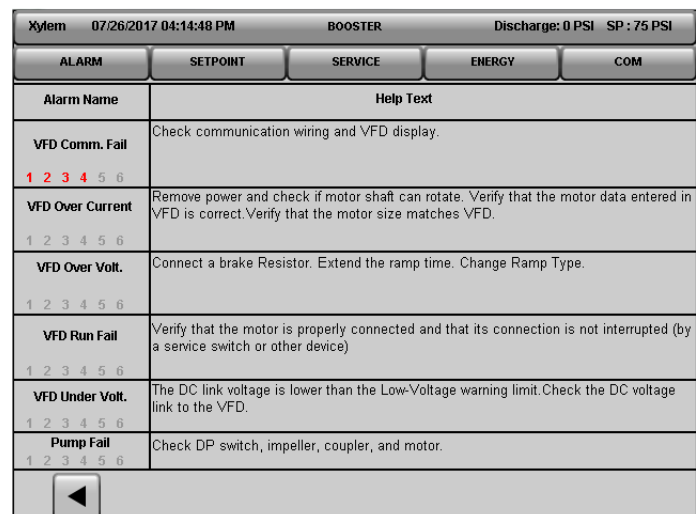 Xylem 07/26/2017 04:14:48 PM BOOSTER Discharge: 0 PSI SP : 75 PSI
ALARM SETPOINT SERVICE ENERGY COM
Alarm Name Help Text
VFD Comm. Fail
1 2 3 4 5 6
Check communication wiring and VFD display.
VFD Over Current
1 2 3 4 5 6
Remove power and check if motor shaft can rotate. Verify that the motor data entered in
VFD is correct.Verify that the motor size matches VFD.
VFD Over Volt.
1 2 3 4 5 6
Connect a brake Resistor. Extend the ramp time. Change Ramp Type.
VFD Run Fail
1 2 3 4 5 6
Verify that the motor is properly connected and that its connection is not interrupted (by
a service switch or other device)
VFD Under Volt.
1 2 3 4 5 6
The DC link voltage is lower than the Low-Voltage warning limit.Check the DC voltage
link to the VFD.
Pump Fail
1 2 3 4 5 6
Check DP switch, impeller, coupler, and motor.